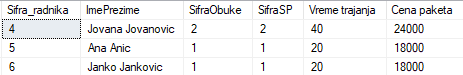 Sifra_radnika ImePrezime SifraObuke SifraSP Vreme trajanja Cena paketa
4 Jovana Jovanovic 2 2 40 24000
5 Ana Anic 1 1 20 18000
6 Janko Jankovic 1 1 20 18000